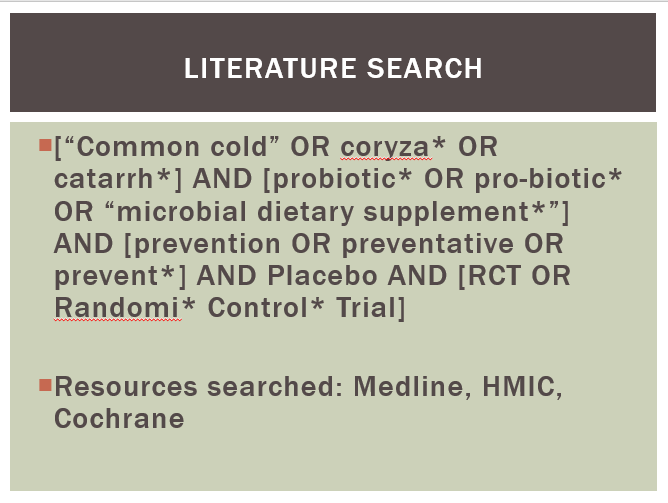 LITERATURE SEARCH
[“Common cold” OR coryza* OR
catarrh*] AND [probiotic* OR pro-biotic*
OR “microbial dietary supplement*”]
AND [prevention OR preventative OR
prevent*] AND Placebo AND [RCT OR
Randomi* Control* Trial]
Resources searched: Medline, HMIC,
Cochrane